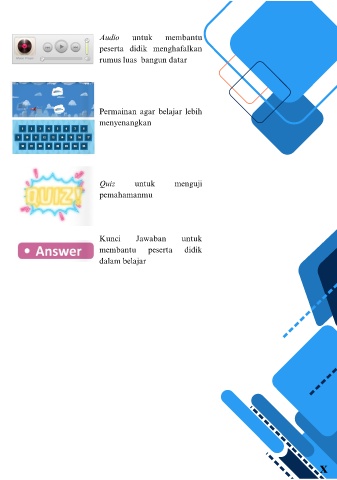 Audio untuk membantu
peserta didik menghafalkan
rumus luas bangun datar
Permainan agar belajar lebih
menyenangkan
QUIZ!
Quiz untuk menguji
pemahamanmu
• Answer
Kunci Jawaban untuk
membantu peserta didik
dalam belajar
x